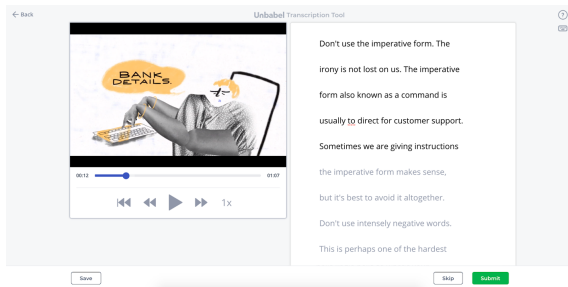 ← Back
Unbabel Transcription Tool
?
BANK
DETAILS.
00:12
01:07
1x
Don't use the imperative form. The
irony is not lost on us. The imperative
form also known as a command is
usually to direct for customer support.
Sometimes we are giving instructions
the imperative form makes sense,
but it's best to avoid it altogether.
Don't use intensely negative words.
This is perhaps one of the hardest
Save
Skip
Submit